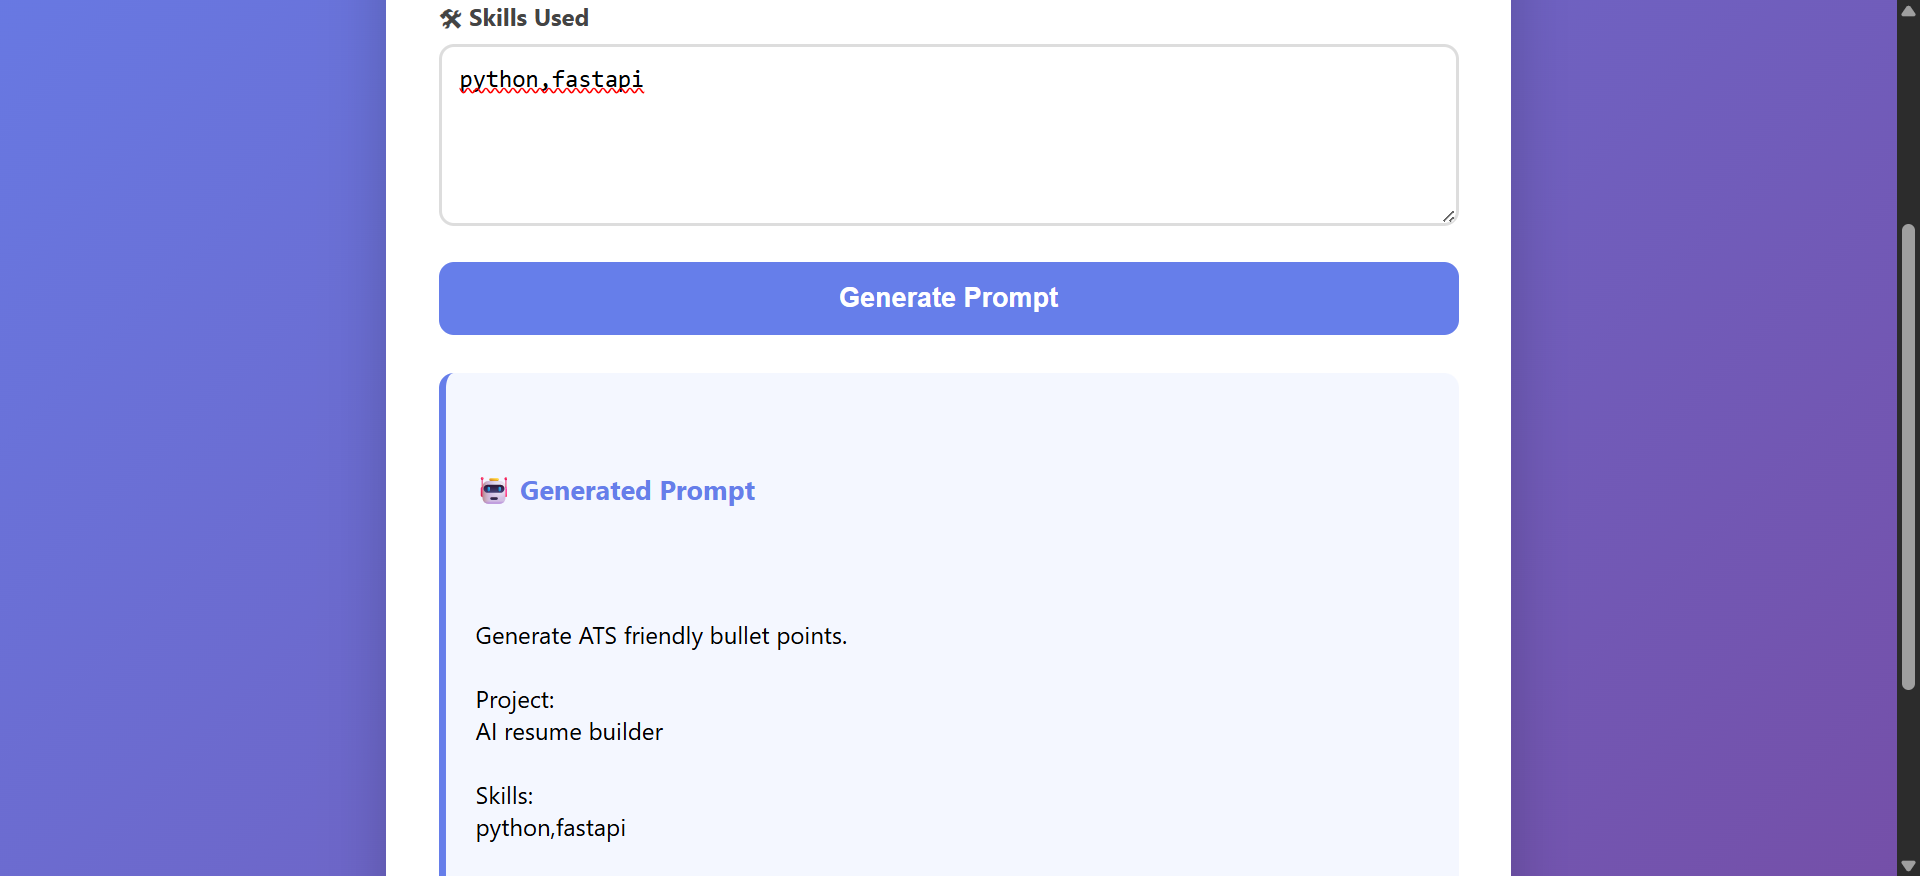 🛠 Skills Used
python,fastapi
Generate Prompt
🤖 Generated Prompt
Generate ATS friendly bullet points.
Project:
AI resume builder
Skills:
python,fastapi